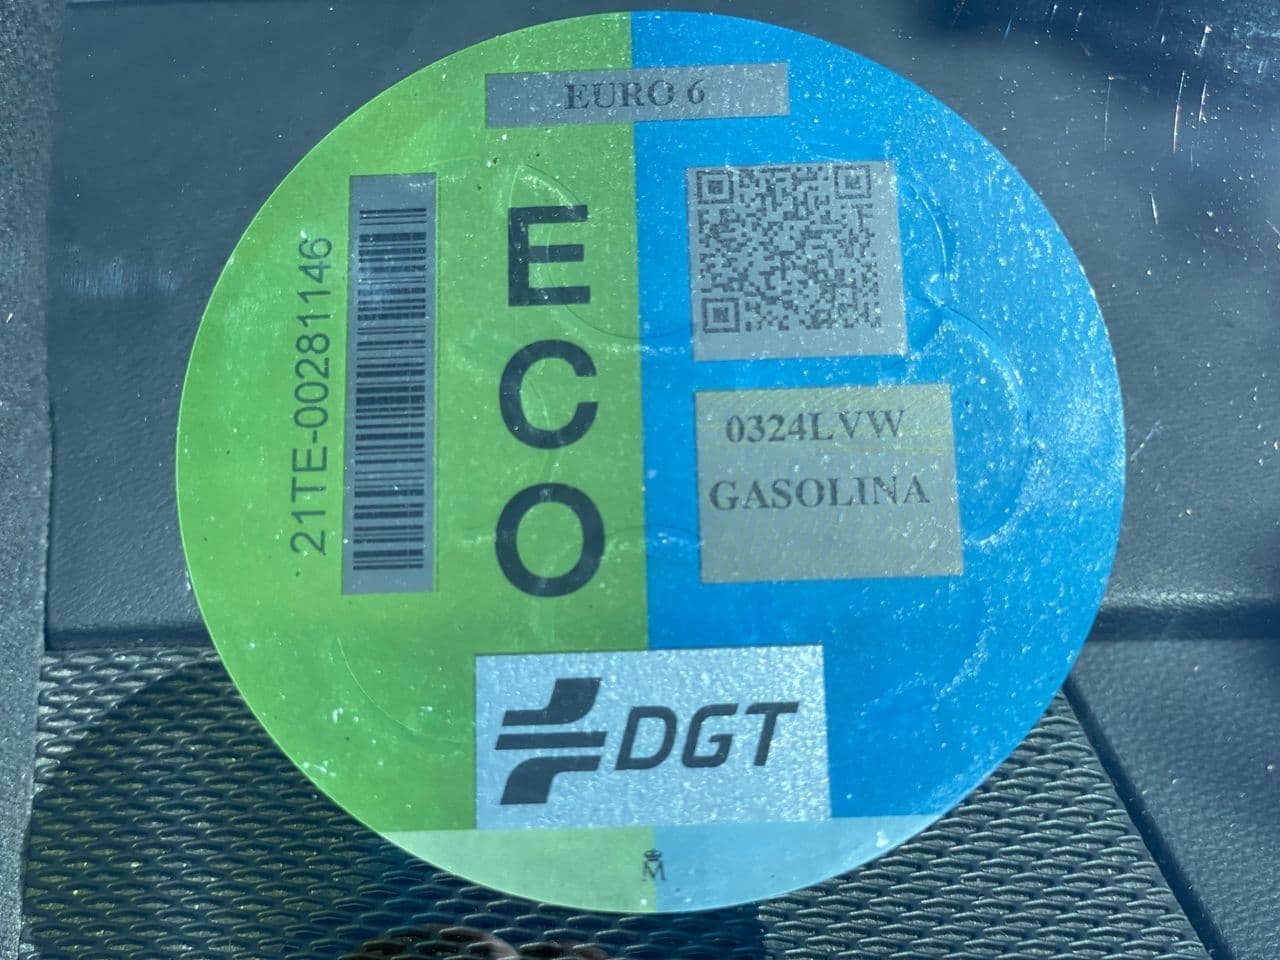 EURO 6
21TE-00281146
ECO
0324LVW
GASOLINA
DGT
M